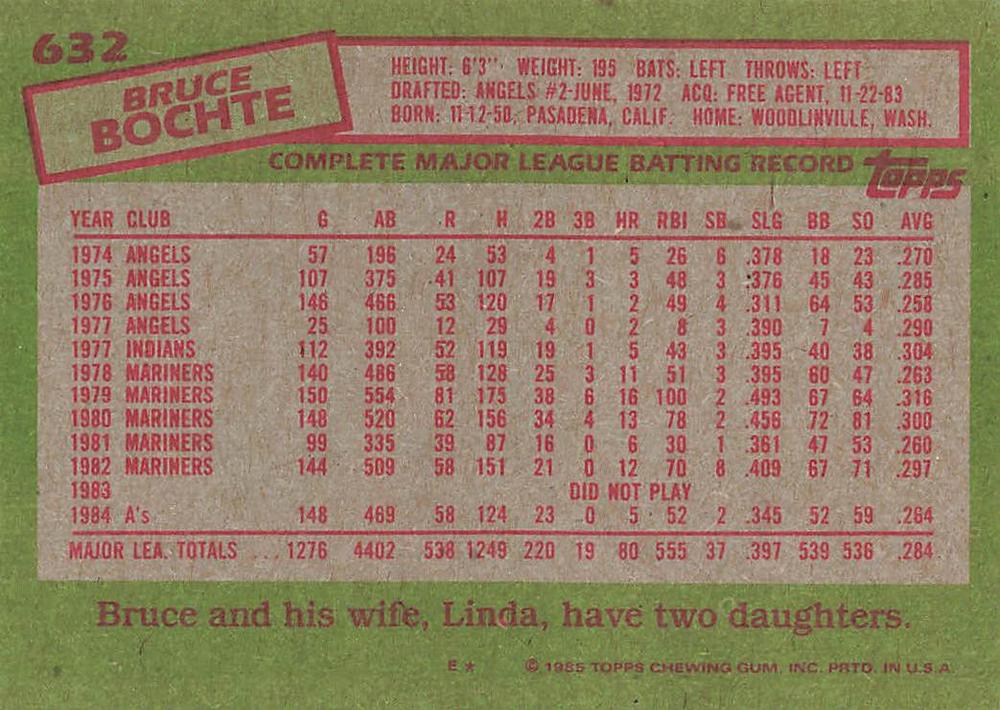 632
BRUCE
BOCHTE
HEIGHT: 6'3" WEIGHT: 195 BATS: LEFT THROWS: LEFT
DRAFTED: ANGELS #2-JUNE, 1972 ACQ: FREE AGENT, 11-22-83
BORN: 11-12-50, PASADENA, CALIF. HOME: WOODLINVILLE, WASH.
COMPLETE MAJOR LEAGUE BATTING RECORD topps
YEAR CLUB G AB R H 2B 3B HR RBI SB SLG BB SO AVG
1974 ANGELS 57 196 24 53 4 1 5 26 6 .378 18 23 .270
1975 ANGELS 107 375 41 107 19 3 3 48 3 .376 45 43 .285
1976 ANGELS 146 466 53 120 17 1 2 49 4 .311 64 53 .258
1977 ANGELS 25 100 12 29 4 0 2 8 3 .390 7 4 .290
1977 INDIANS 112 392 52 119 19 1 5 43 3 .395 40 38 .304
1978 MARINERS 140 486 58 128 25 3 11 51 3 .395 60 47 .263
1979 MARINERS 150 554 81 175 38 6 16 100 2 .493 67 64 .316
1980 MARINERS 148 520 62 156 34 4 13 78 2 .456 72 81 .300
1981 MARINERS 99 335 39 87 16 0 6 30 1 .361 47 53 .260
1982 MARINERS 144 509 58 151 21 0 12 70 8 .409 67 71 .297
1983 DID NOT PLAY
1984 A's 148 469 58 124 23 0 5 52 2 .345 52 59 .264
MAJOR LEA. TOTALS ... 1276 4402 538 1249 220 19 80 555 37 .397 539 536 .284
Bruce and his wife, Linda, have two daughters.
E * © 1985 TOPPS CHEWING GUM, INC. PRTD. IN U.S.A.